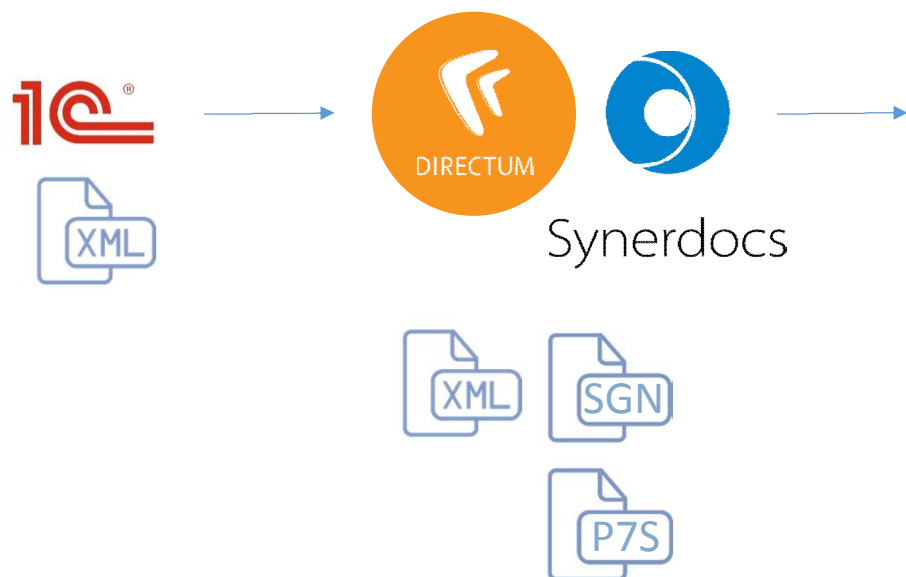 1С®
XML
DIRECTUM
Synerdocs
XML
SGN
P7S